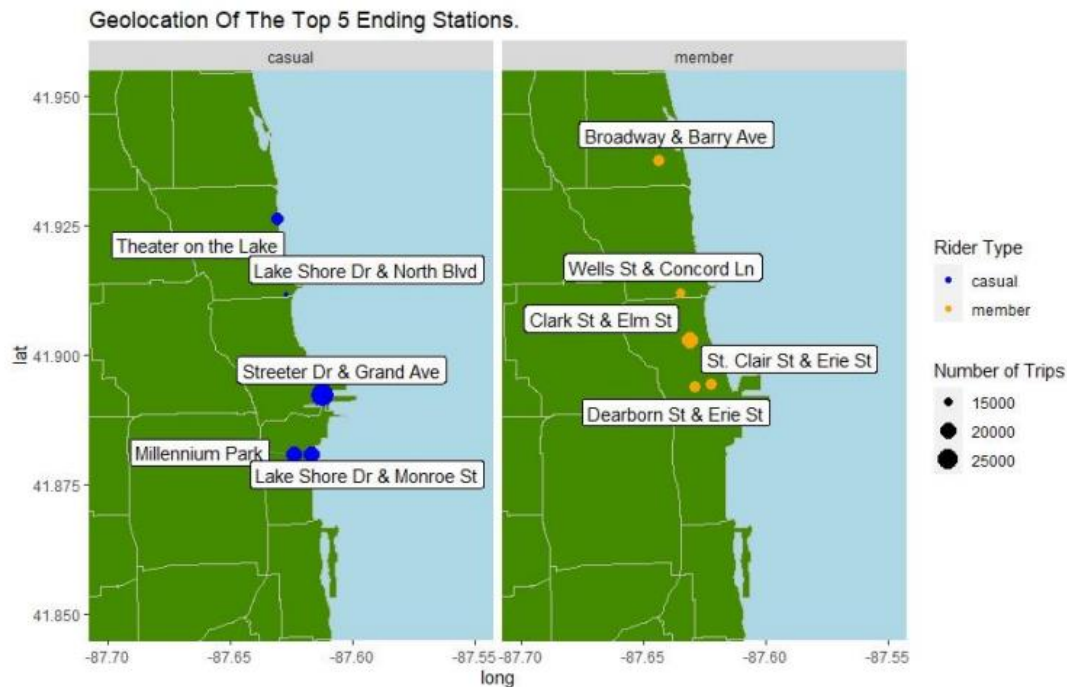 Geolocation Of The Top 5 Ending Stations.
casual
member
41.950
41.925
41.900
41.875
41.850
lat
Theater on the Lake
Lake Shore Dr & North Blvd
Streeter Dr & Grand Ave
Millennium Park
Lake Shore Dr & Monroe St
Broadway & Barry Ave
Wells St & Concord Ln
Clark St & Elm St
St. Clair St & Erie St
Dearborn St & Erie St
-87.70
-87.65
-87.60
-87.55
-87.70
-87.65
-87.60
-87.55
long
Rider Type
casual
member
Number of Trips
15000
20000
25000